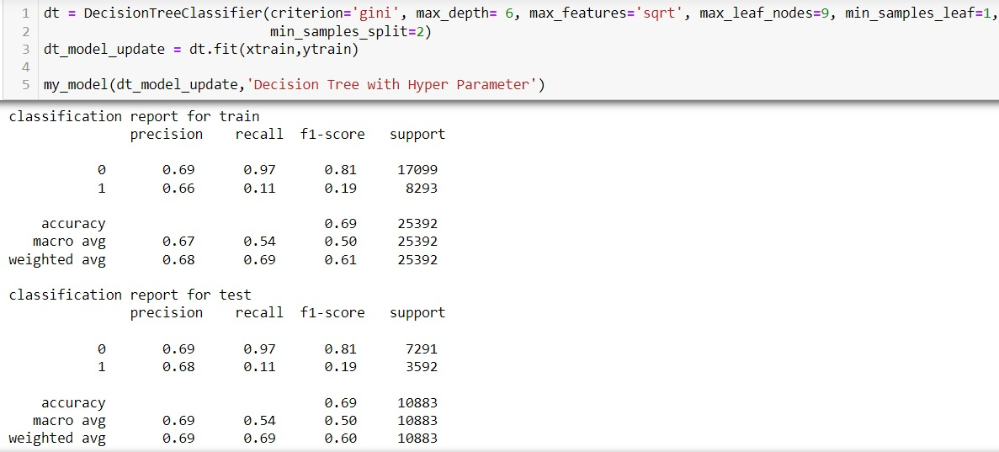 1 dt = DecisionTreeClassifier(criterion='gini', max_depth= 6, max_features='sqrt', max_leaf_nodes=9, min_samples_leaf=1,
2 min_samples_split=2)
3 dt_model_update = dt.fit(xtrain,ytrain)
4
5 my_model(dt_model_update,'Decision Tree with Hyper Parameter')
classification report for train
precision recall f1-score support
0 0.69 0.97 0.81 17099
1 0.66 0.11 0.19 8293
accuracy 0.69 25392
macro avg 0.67 0.54 0.50 25392
weighted avg 0.68 0.69 0.61 25392
classification report for test
precision recall f1-score support
0 0.69 0.97 0.81 7291
1 0.68 0.11 0.19 3592
accuracy 0.69 10883
macro avg 0.69 0.54 0.50 10883
weighted avg 0.69 0.69 0.60 10883